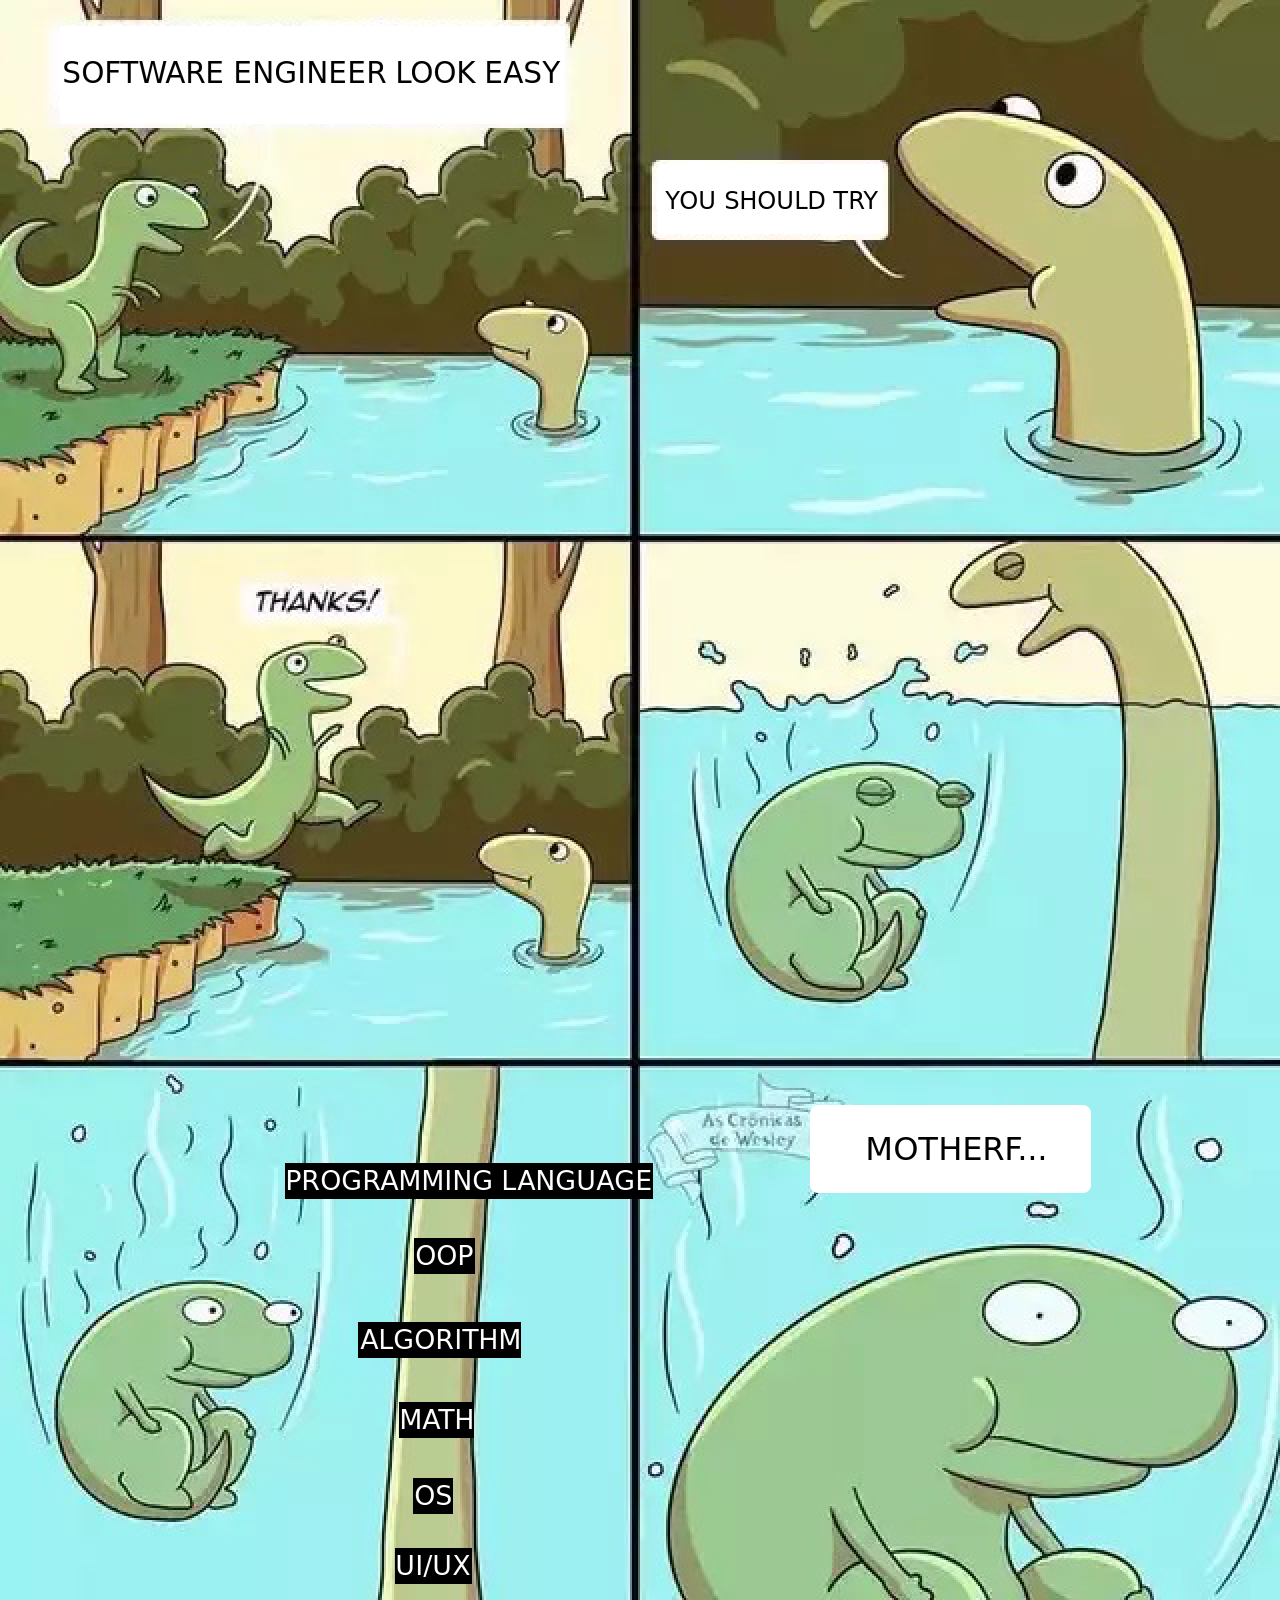 SOFTWARE ENGINEER LOOK EASY
YOU SHOULD TRY
THANKS!
PROGRAMMING LANGUAGE
OOP
ALGORITHM
MATH
OS
UI/UX
As Crônicas
de Wesley
MOTHERF...